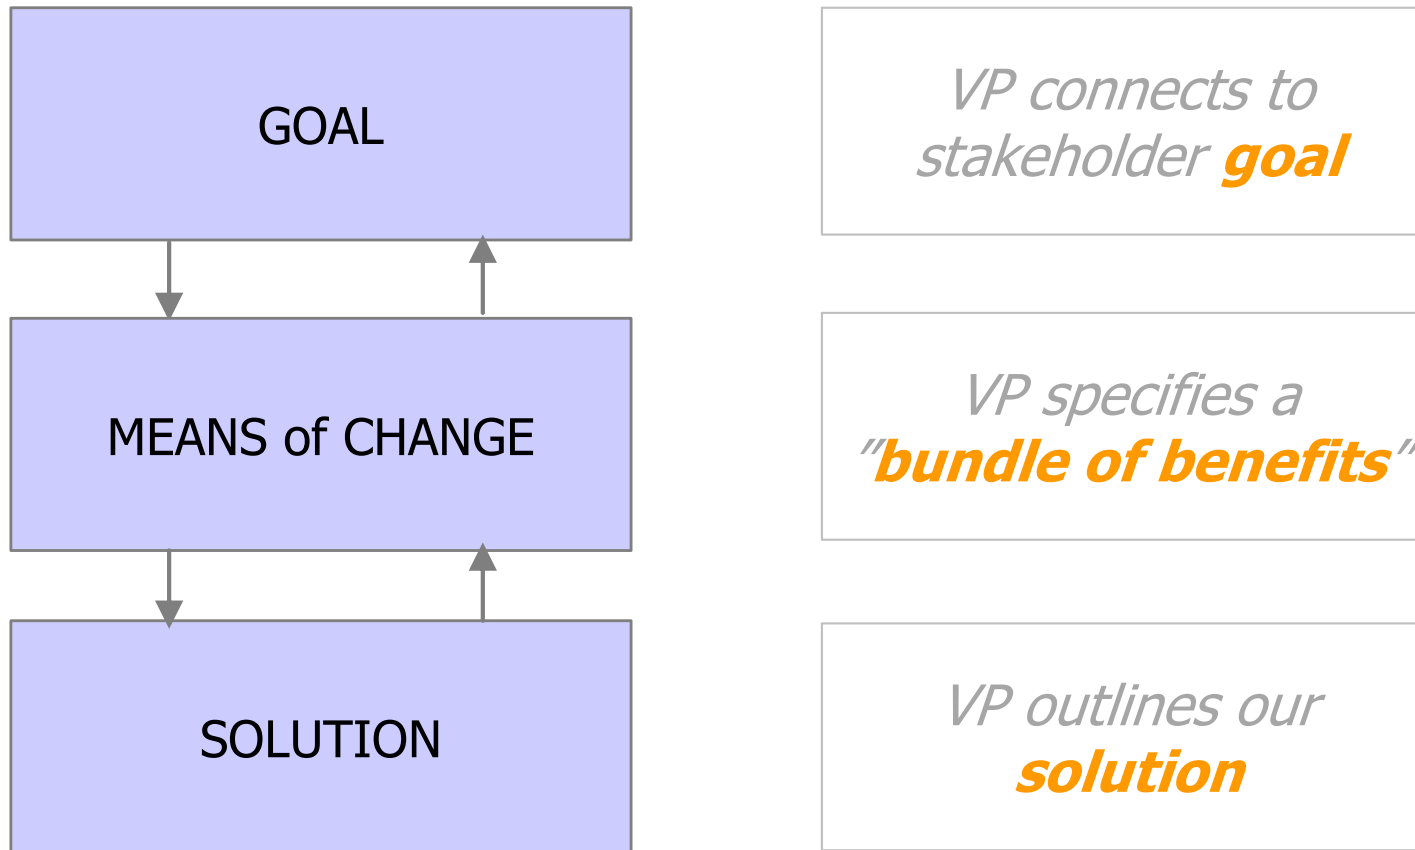 GOAL
VP connects to
stakeholder goal
MEANS of CHANGE
VP specifies a
"bundle of benefits"
SOLUTION
VP outlines our
solution